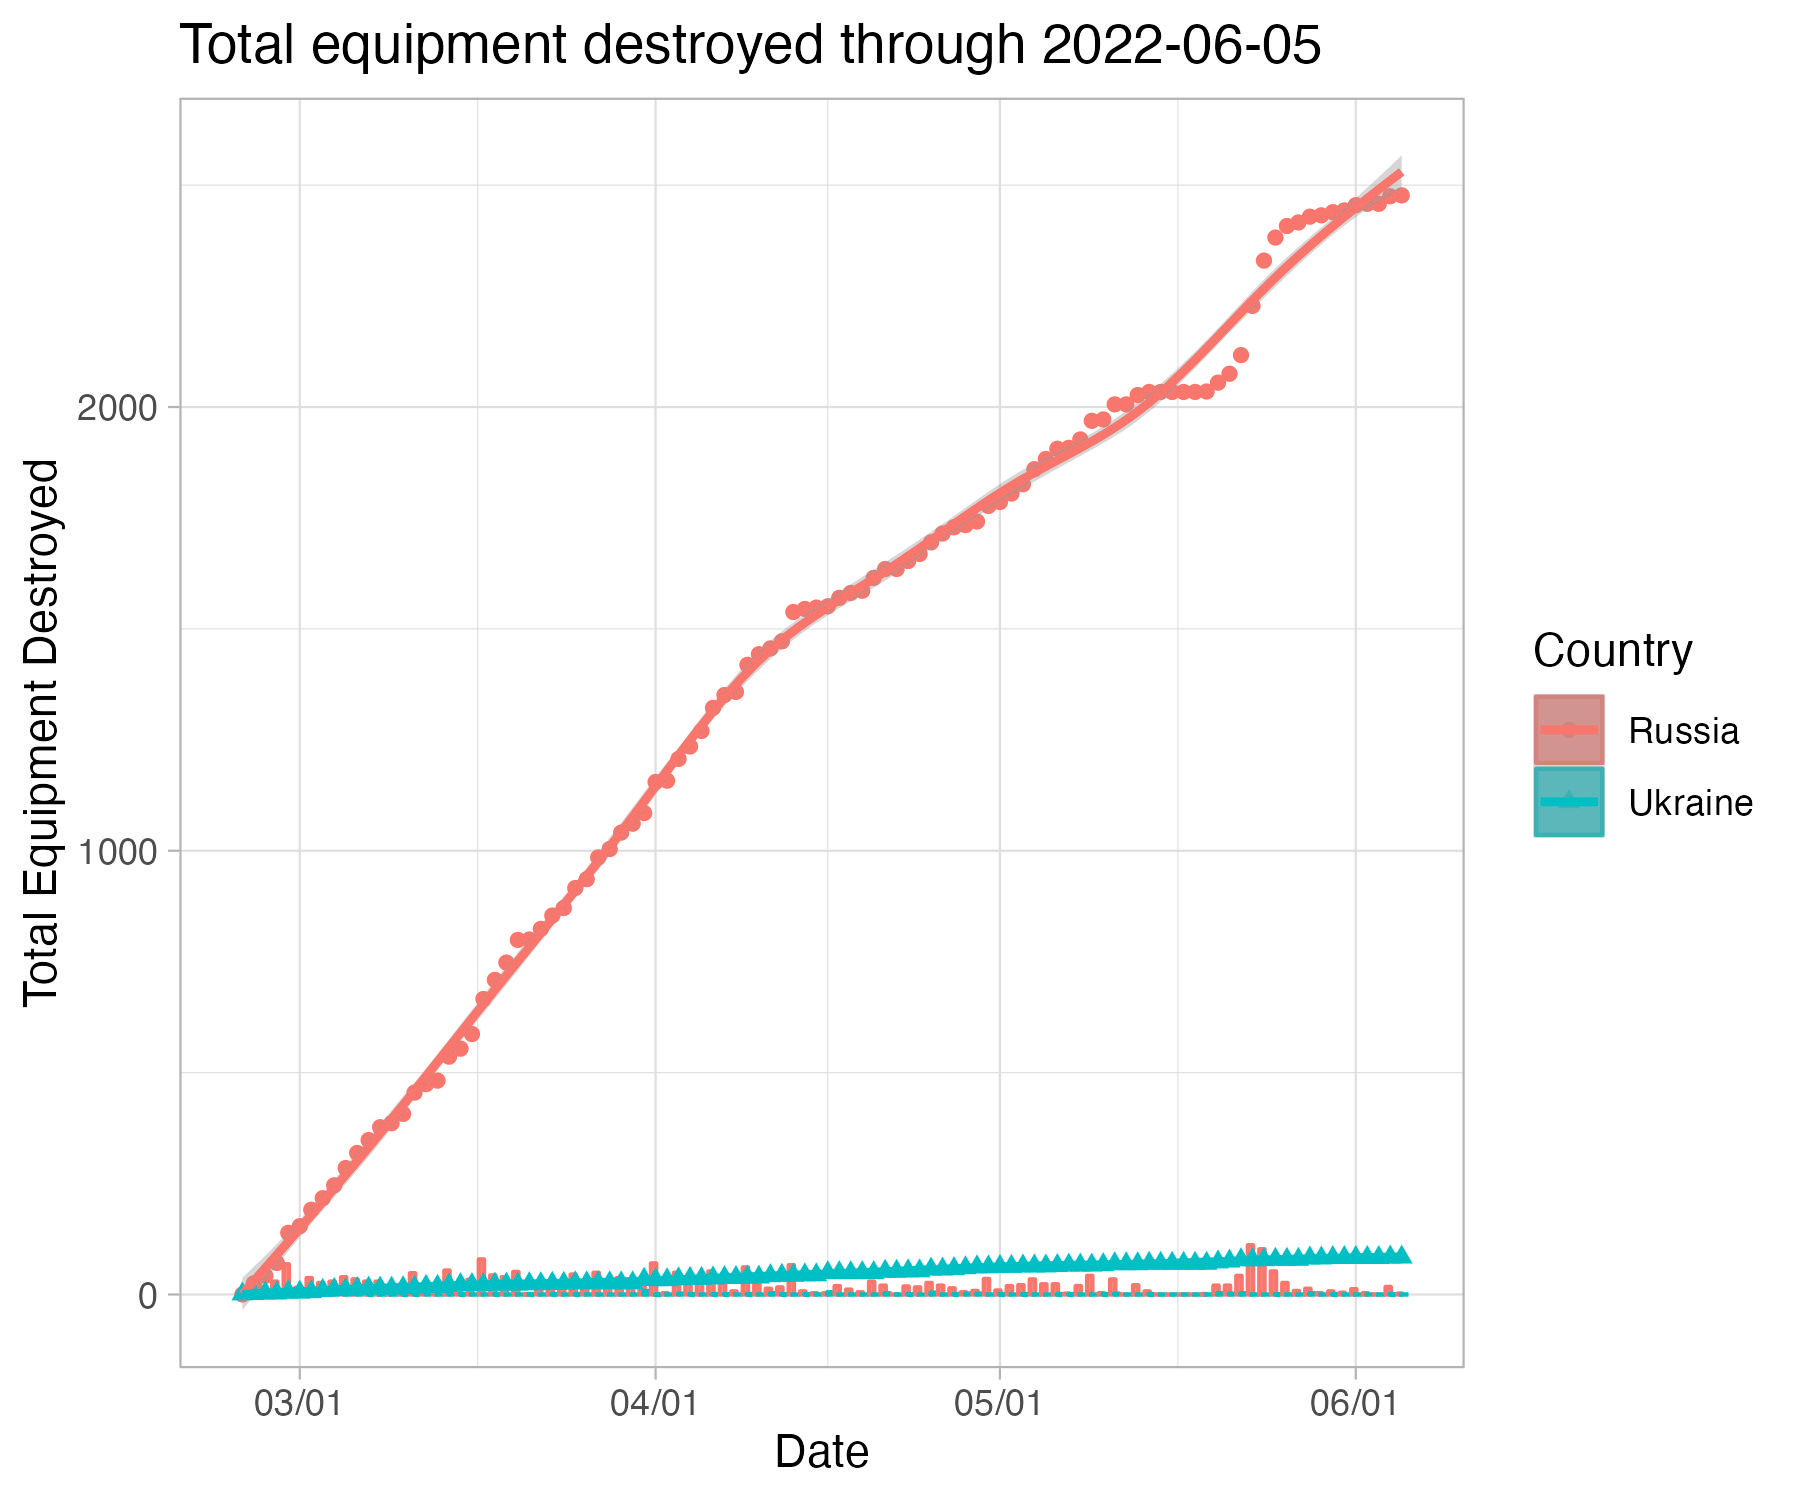 Total equipment destroyed through 2022-06-05
Total Equipment Destroyed
2000
1000
0
03/01
04/01
05/01
06/01
Date
Country
Russia
Ukraine